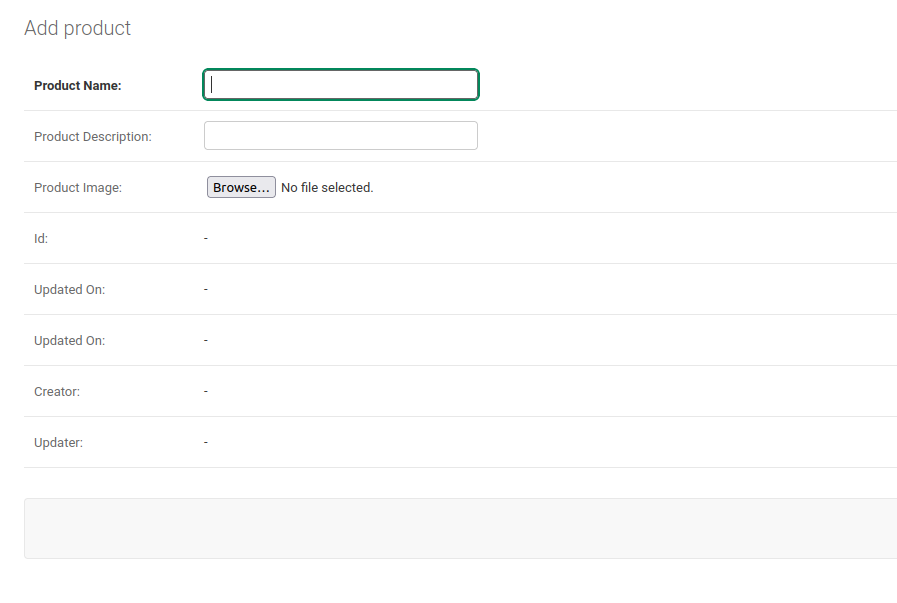 Add product
Product Name:
Product Description:
Product Image: Browse... No file selected.
Id: -
Updated On: -
Updated On: -
Creator: -
Updater: -